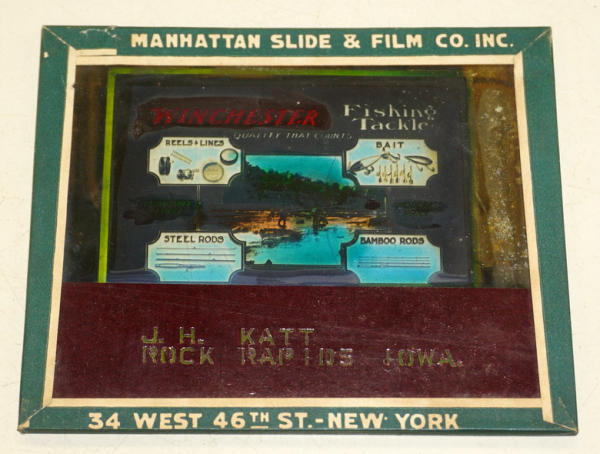 MANHATTAN SLIDE & FILM CO. INC.
WINCHESTER
Fishing
Tackle
QUALITY THAT COUNTS
REELS & LINES
BAIT
STEEL RODS
BAMBOO RODS
J. H. KATT
ROCK RAPIDS IOWA.
34 WEST 46TH ST.-NEW YORK